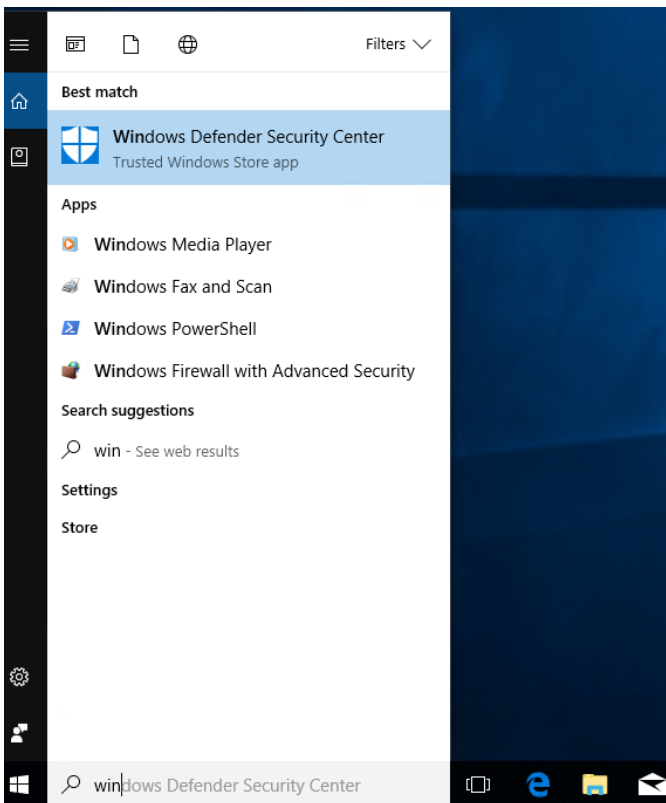 Filters
Best match
Windows Defender Security Center
Trusted Windows Store app
Apps
Windows Media Player
Windows Fax and Scan
Windows PowerShell
Windows Firewall with Advanced Security
Search suggestions
win - See web results
Settings
Store
windows Defender Security Center